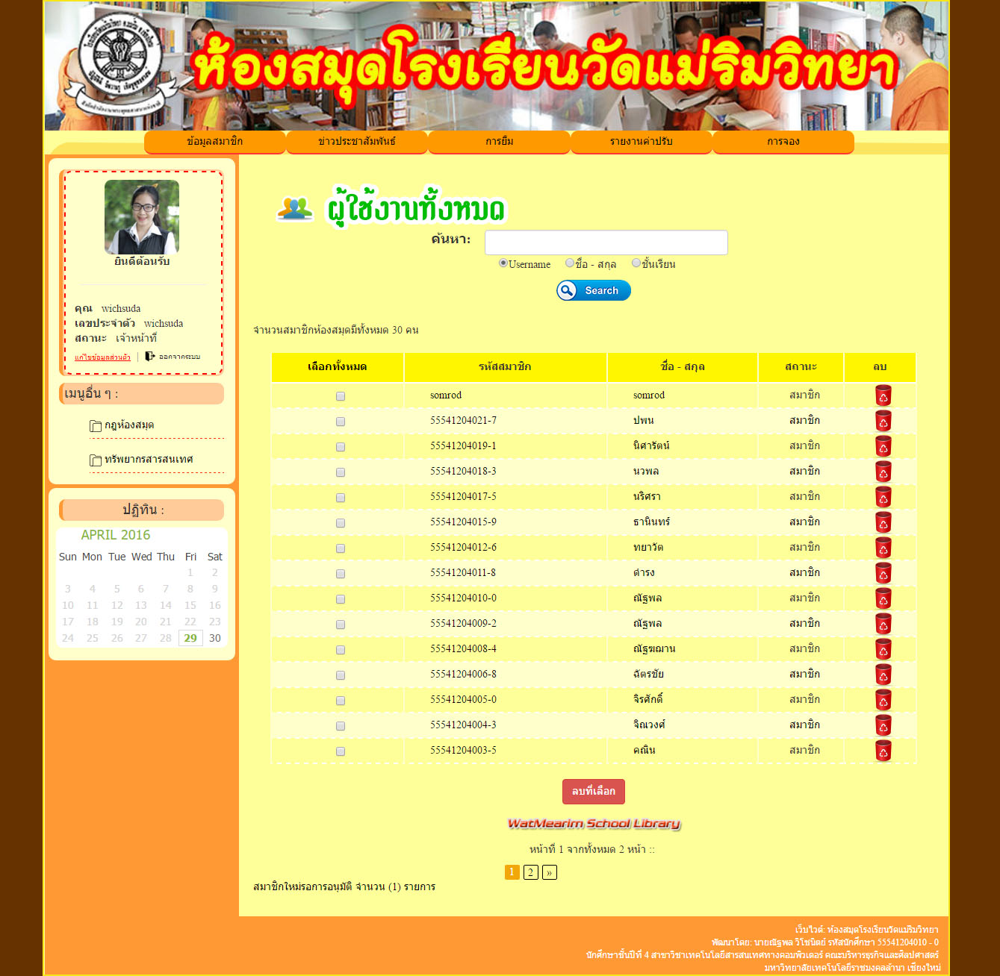 ห้องสมุดโรงเรียนวัดแม่ริมวิทยา
ข้อมูลสมาชิก ข่าวประชาสัมพันธ์ การยืม รายงานค่าปรับ การจอง
ยินดีต้อนรับ
คุณ wichsuda
เลขประจำตัว wichsuda
สถานะ เจ้าหน้าที่
แก้ไขข้อมูลส่วนตัว | ออกจากระบบ
เมนูอื่น ๆ :
กฎห้องสมุด
ทรัพยากรสารสนเทศ
ปฏิทิน :
APRIL 2016
Sun Mon Tue Wed Thu Fri Sat
1 2
3 4 5 6 7 8 9
10 11 12 13 14 15 16
17 18 19 20 21 22 23
24 25 26 27 28 29 30
ผู้ใช้งานทั้งหมด
ค้นหา:
Username ชื่อ - สกุล ชั้นเรียน
Search
จำนวนสมาชิกห้องสมุดมีทั้งหมด 30 คน
เลือกทั้งหมด รหัสสมาชิก ชื่อ - สกุล สถานะ ลบ
somrod somrod สมาชิก
55541204021-7 ปพน สมาชิก
55541204019-1 นิศารัตน์ สมาชิก
55541204018-3 นวพล สมาชิก
55541204017-5 นริศรา สมาชิก
55541204015-9 ธานินทร์ สมาชิก
55541204012-6 ทยาวัต สมาชิก
55541204011-8 ดำรง สมาชิก
55541204010-0 ณัฐพล สมาชิก
55541204009-2 ณัฐพล สมาชิก
55541204008-4 ณัฐฆฌาน สมาชิก
55541204006-8 ฉัตรชัย สมาชิก
55541204005-0 จิรศักดิ์ สมาชิก
55541204004-3 จิณวงศ์ สมาชิก
55541204003-5 คณิน สมาชิก
ลบที่เลือก
WatMearim School Library
หน้าที่ 1 จากทั้งหมด 2 หน้า ::
1 2 »
สมาชิกใหม่รอการอนุมัติ จำนวน (1) รายการ
เว็บไวต์: ห้องสมุดโรงเรียนวัดแม่ริมวิทยา
พัฒนาโดย: นายณัฐพล วิโชนิตย์ รหัสนักศึกษา 55541204010 - 0
นักศึกษาชั้นปีที่ 4 สาขาวิชาเทคโนโลยีสารสนเทศทางคอมพิวเตอร์ คณะบริหารธุรกิจและศิลปศาสตร์
มหาวิทยาลัยเทคโนโลยีราชมงคลล้านา เชียงใหม่